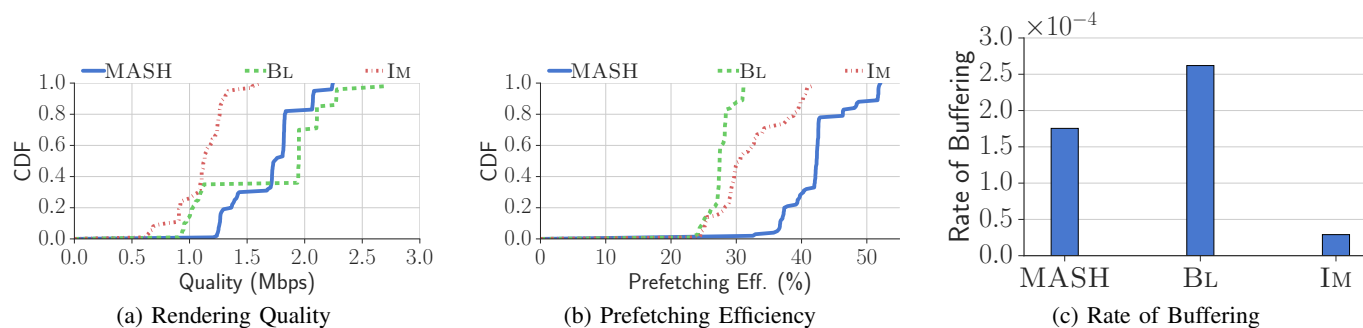 MASH BL IM
1.0
0.8
0.6
0.4
0.2
0.0
CDF
0.0 0.5 1.0 1.5 2.0 2.5 3.0
Quality (Mbps)
(a) Rendering Quality
MASH BL IM
1.0
0.8
0.6
0.4
0.2
0.0
CDF
0 10 20 30 40 50
Prefetching Eff. (%)
(b) Prefetching Efficiency
×10⁻⁴
3.0
2.5
2.0
1.5
1.0
0.5
0.0
Rate of Buffering
MASH BL IM
(c) Rate of Buffering